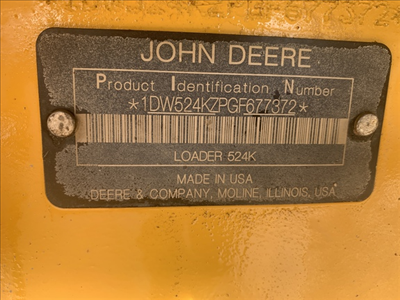 JOHN DEERE
Product Identification Number
*1DW524KZPGF677372*
LOADER 524K
MADE IN USA
DEERE & COMPANY, MOLINE, ILLINOIS, USA